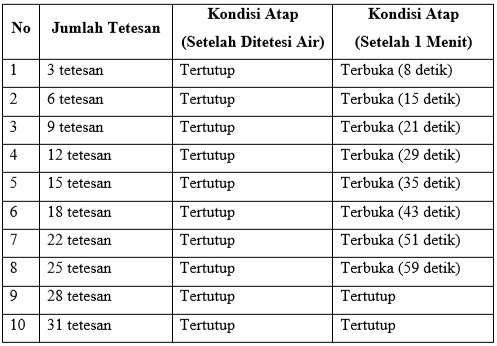 No Jumlah Tetesan Kondisi Atap (Setelah Ditetesi Air) Kondisi Atap (Setelah 1 Menit)
1 3 tetesan Tertutup Terbuka (8 detik)
2 6 tetesan Tertutup Terbuka (15 detik)
3 9 tetesan Tertutup Terbuka (21 detik)
4 12 tetesan Tertutup Terbuka (29 detik)
5 15 tetesan Tertutup Terbuka (35 detik)
6 18 tetesan Tertutup Terbuka (43 detik)
7 22 tetesan Tertutup Terbuka (51 detik)
8 25 tetesan Tertutup Terbuka (59 detik)
9 28 tetesan Tertutup Tertutup
10 31 tetesan Tertutup Tertutup